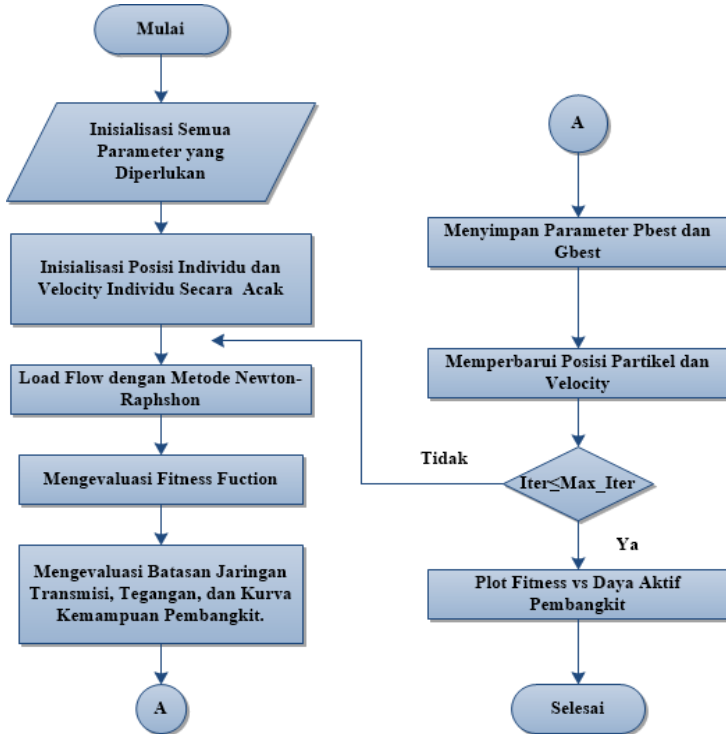 Mulai
Inisialisasi Semua
Parameter yang
Diperlukan
Inisialisasi Posisi Individu dan
Velocity Individu Secara Acak
Load Flow dengan Metode Newton-
Raphshon
Mengevaluasi Fitness Fuction
Mengevaluasi Batasan Jaringan
Transmisi, Tegangan, dan Kurva
Kemampuan Pembangkit.
A
A
Menyimpan Parameter Pbest dan
Gbest
Memperbarui Posisi Partikel dan
Velocity
Iter≤Max_Iter
Tidak
Ya
Plot Fitness vs Daya Aktif
Pembangkit
Selesai